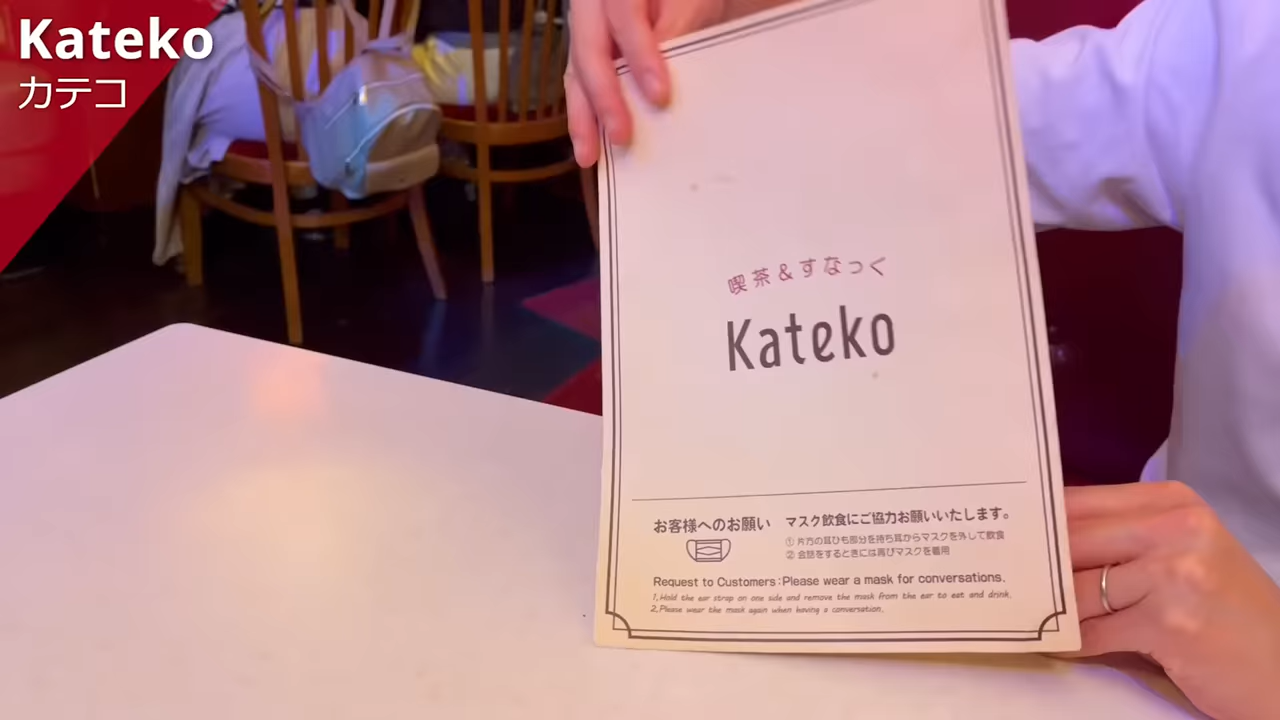 Kateko
カテコ
喫茶&すなっく
Kateko
お客様へのお願い
マスク飲食にご協力お願いいたします。
① 片方の耳ひも部分を持ち耳からマスクを外して飲食
② 会話をするときには再びマスクを着用
Request to Customers:Please wear a mask for conversations.
1,Hold the ear strap on one side and remove the mask from the ear to eat and drink.
2,Please wear the mask again when having a conversation.